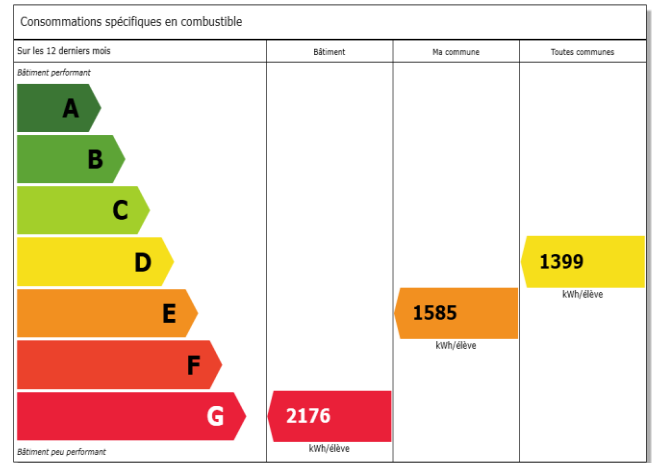 Consommations spécifiques en combustible
Sur les 12 derniers mois
Bâtiment
Ma commune
Toutes communes
Bâtiment performant
A
B
C
D
1399
kWh/élève
E
1585
kWh/élève
F
G
2176
kWh/élève
Bâtiment peu performant